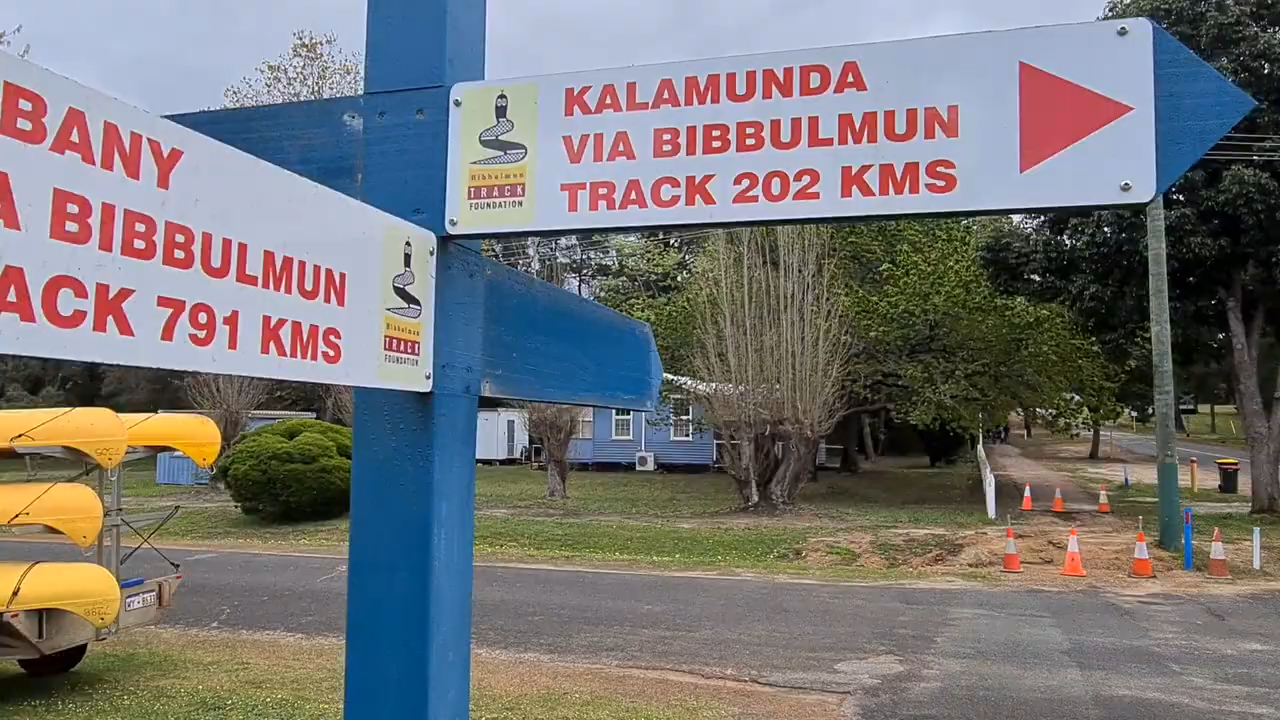 BANY
A BIBBULMUN
ACK 791 KMS
Bibbulmun
TRACK
FOUNDATION
KALAMUNDA
VIA BIBBULMUN
TRACK 202 KMS
Bibbulmun
TRACK
FOUNDATION